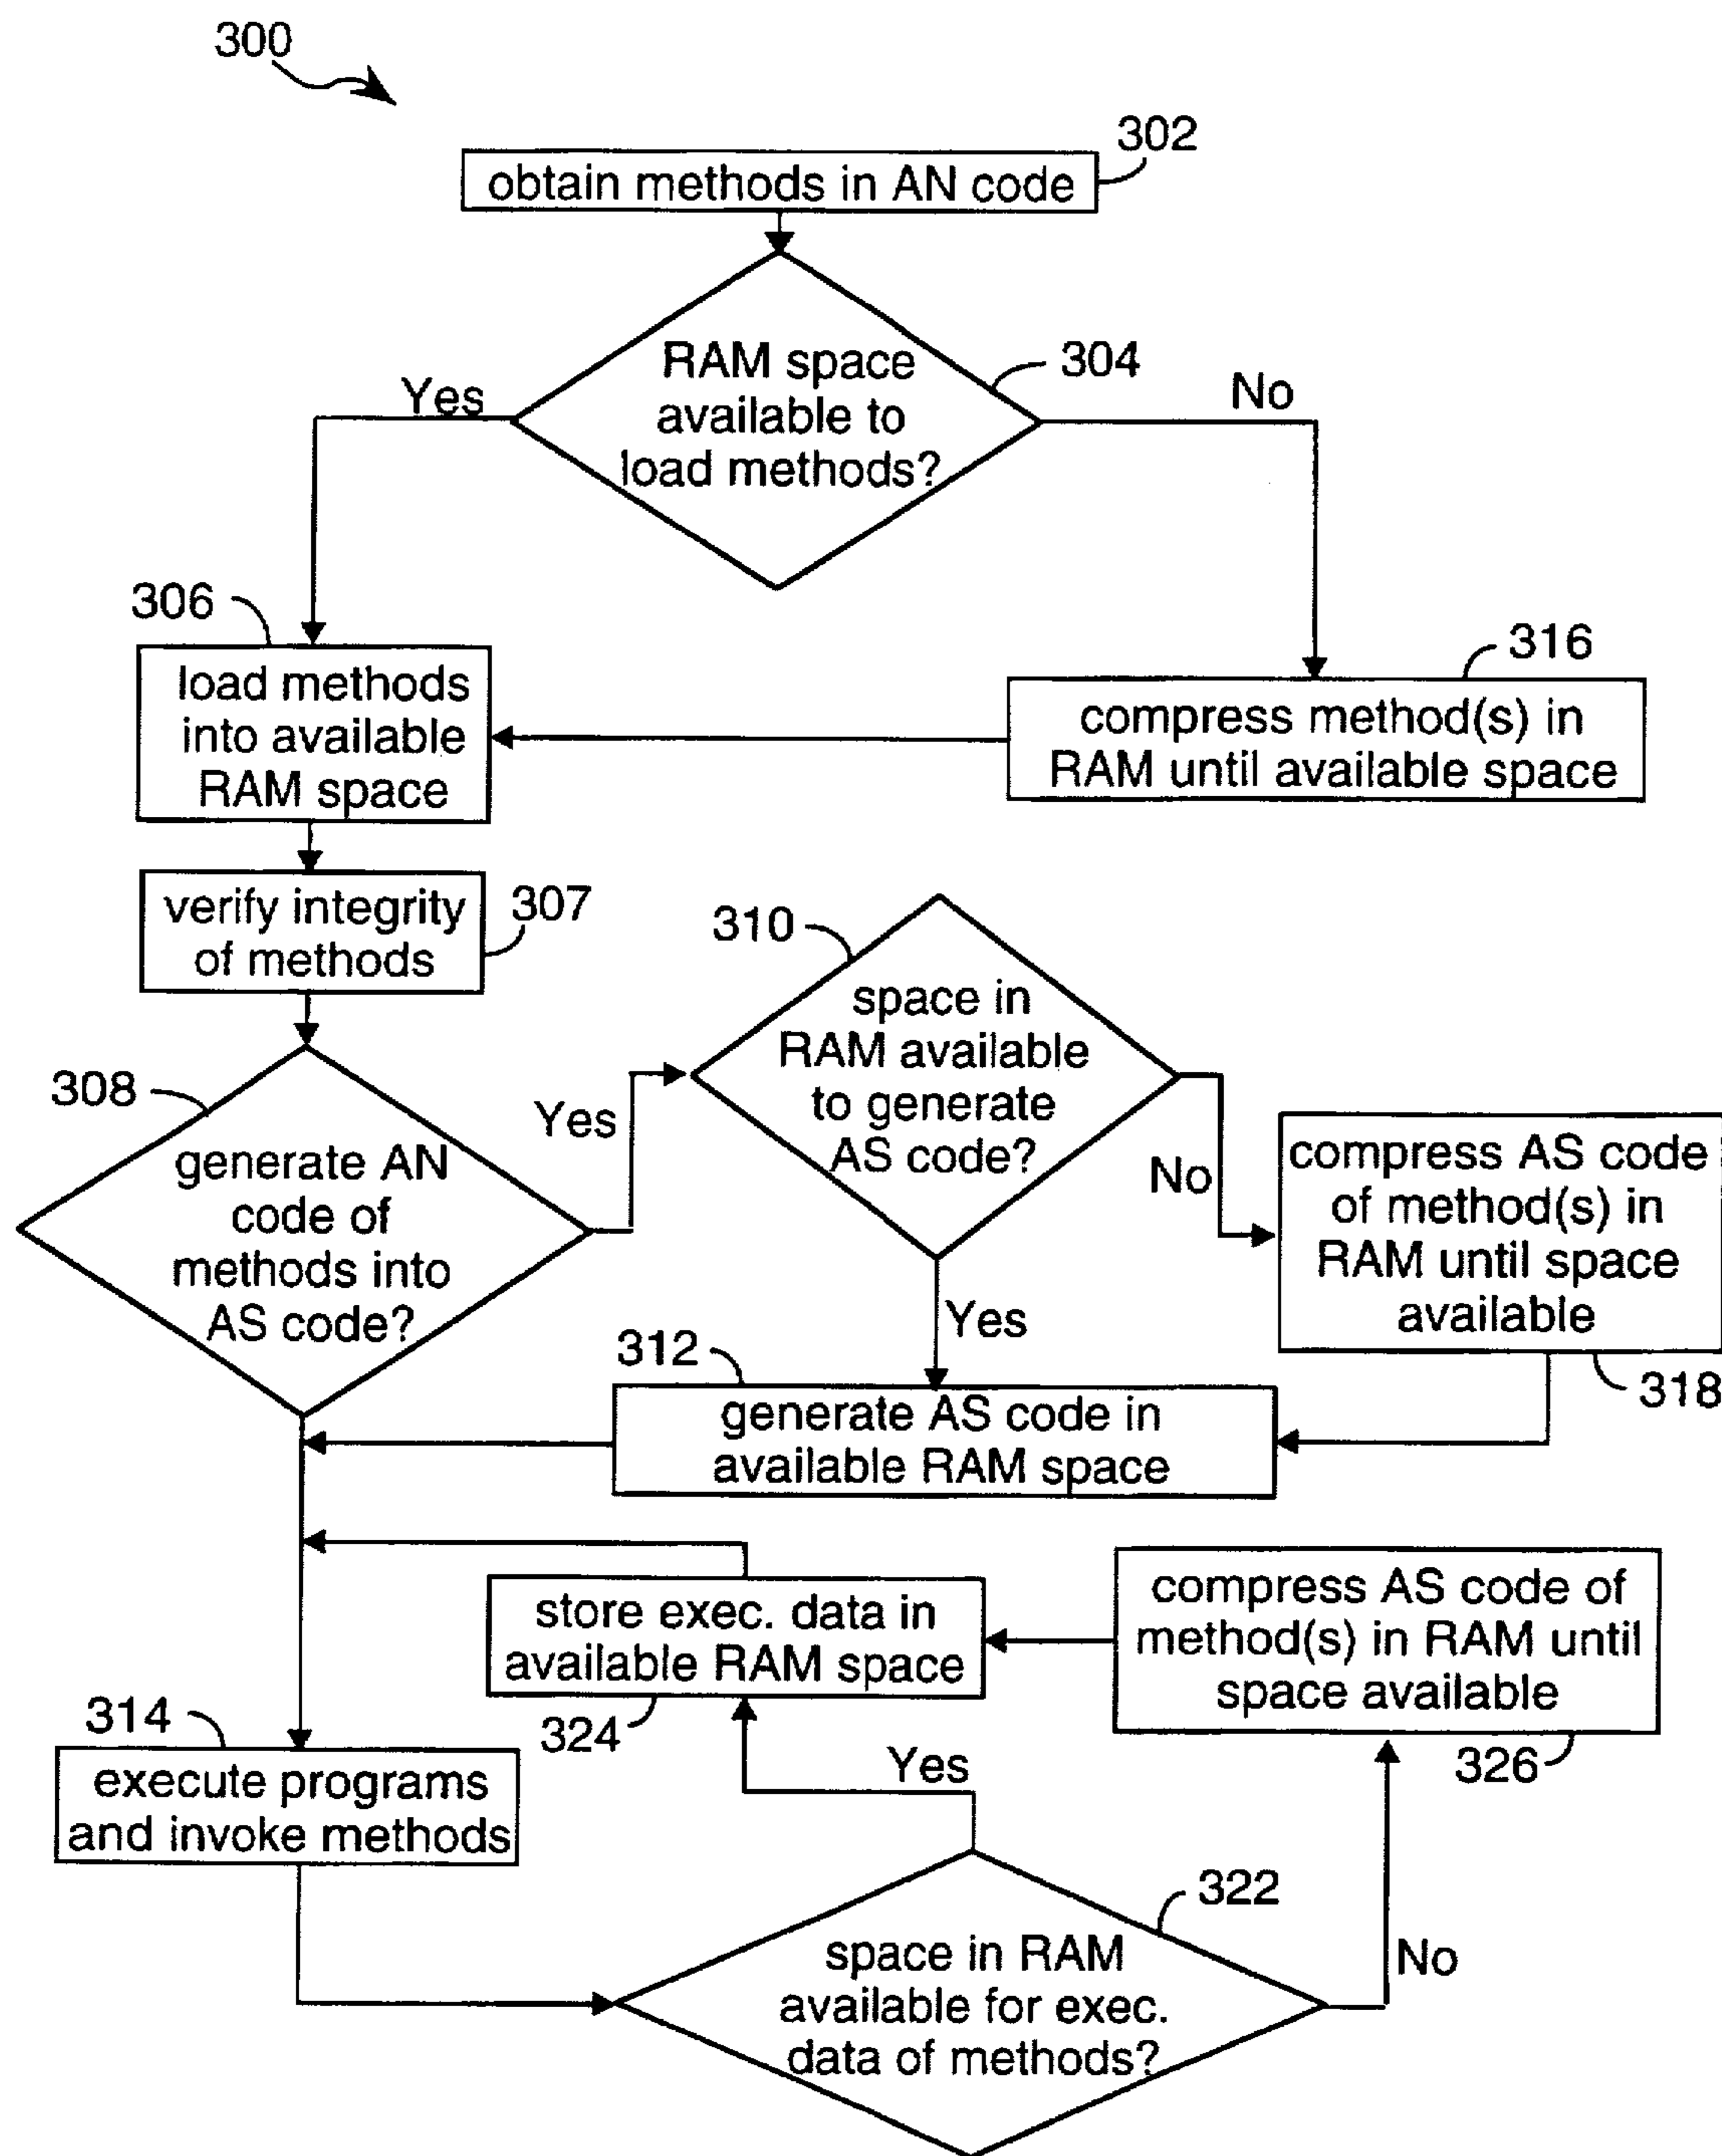 300
302
obtain methods in AN code
RAM space
available to
load methods?
304
Yes
No
306
load methods
into available
RAM space
316
compress method(s) in
RAM until available space
verify integrity
of methods
307
310
space in
RAM available
to generate
AS code?
308
generate AN
code of
methods into
AS code?
Yes
No
compress AS code
of method(s) in
RAM until space
available
318
Yes
312
generate AS code in
available RAM space
store exec. data in
available RAM space
324
compress AS code of
method(s) in RAM until
space available
326
314
execute programs
and invoke methods
Yes
322
space in RAM
available for exec.
data of methods?
No